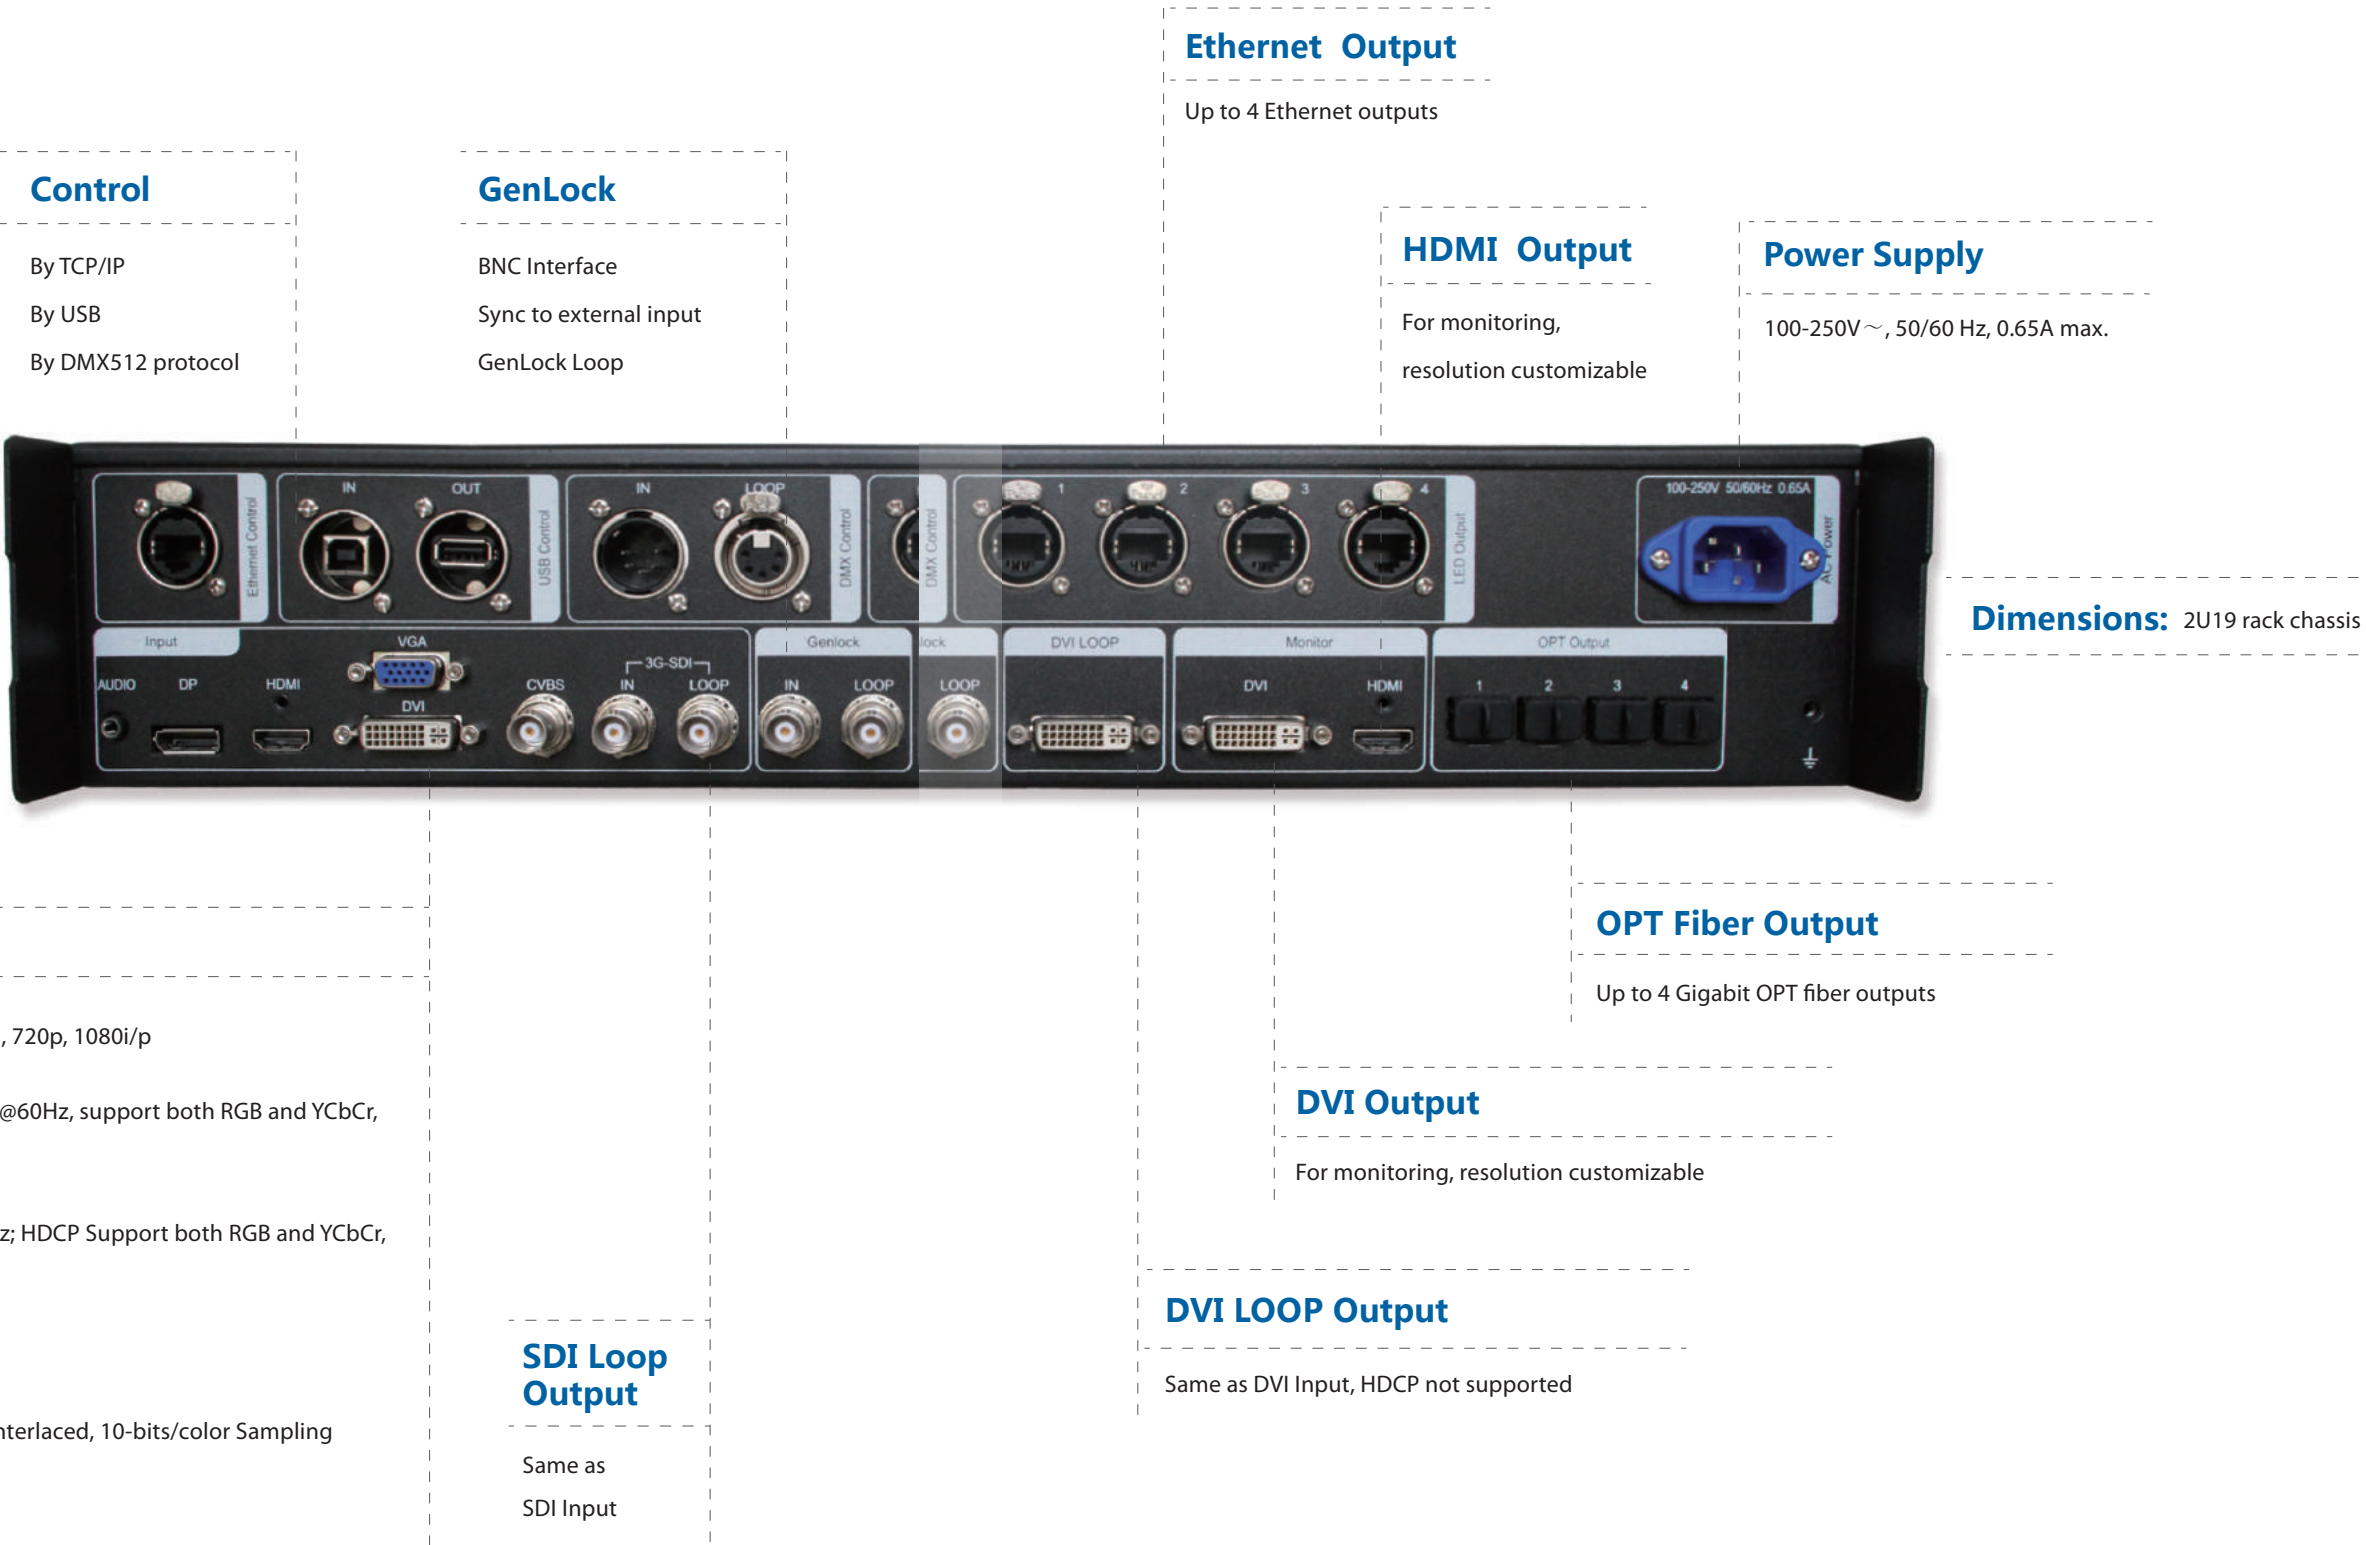 Ethernet  Output
Up to 4 Ethernet outputs
Control
By TCP/IP
By USB
By DMX512 protocol
GenLock
BNC Interface
Sync to external input
GenLock Loop
HDMI  Output
For monitoring,
resolution customizable
Power Supply
100-250V～, 50/60 Hz, 0.65A max.
Ethernet Control
IN
OUT
USB Control
IN
LOOP
DMX Control
DMX Control
1
2
3
4
LED Output
100-250V 50/60Hz 0.65A
AC Power
Dimensions: 2U19 rack chassis
Input
AUDIO
DP
HDMI
VGA
DVI
CVBS
3G-SDI
IN
LOOP
Genlock
IN
LOOP
lock
LOOP
DVI LOOP
Monitor
DVI
HDMI
OPT Output
1
2
3
4
, 720p, 1080i/p
@60Hz, support both RGB and YCbCr,
z; HDCP Support both RGB and YCbCr,
nterlaced, 10-bits/color Sampling
SDI Loop
Output
Same as
SDI Input
OPT Fiber Output
Up to 4 Gigabit OPT fiber outputs
DVI Output
For monitoring, resolution customizable
DVI LOOP Output
Same as DVI Input, HDCP not supported